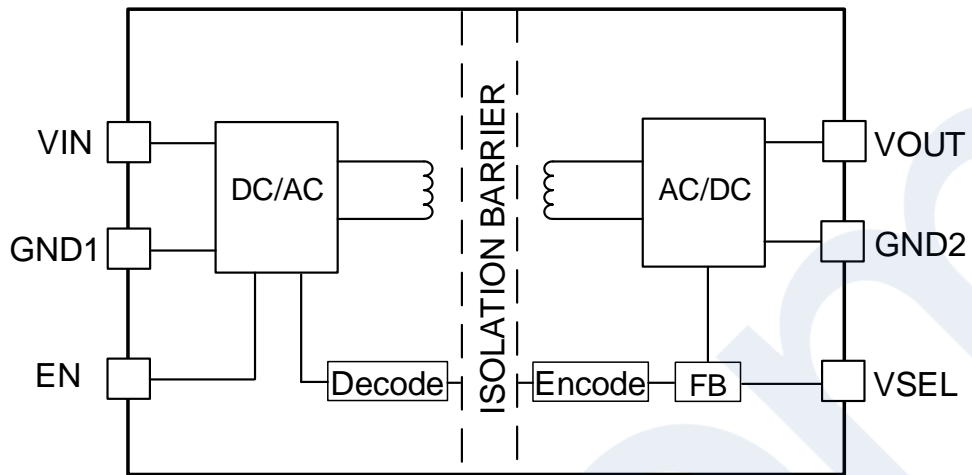 VIN
GND1
EN
DC/AC
Decode
ISOLATION BARRIER
AC/DC
Encode
FB
VOUT
GND2
VSEL